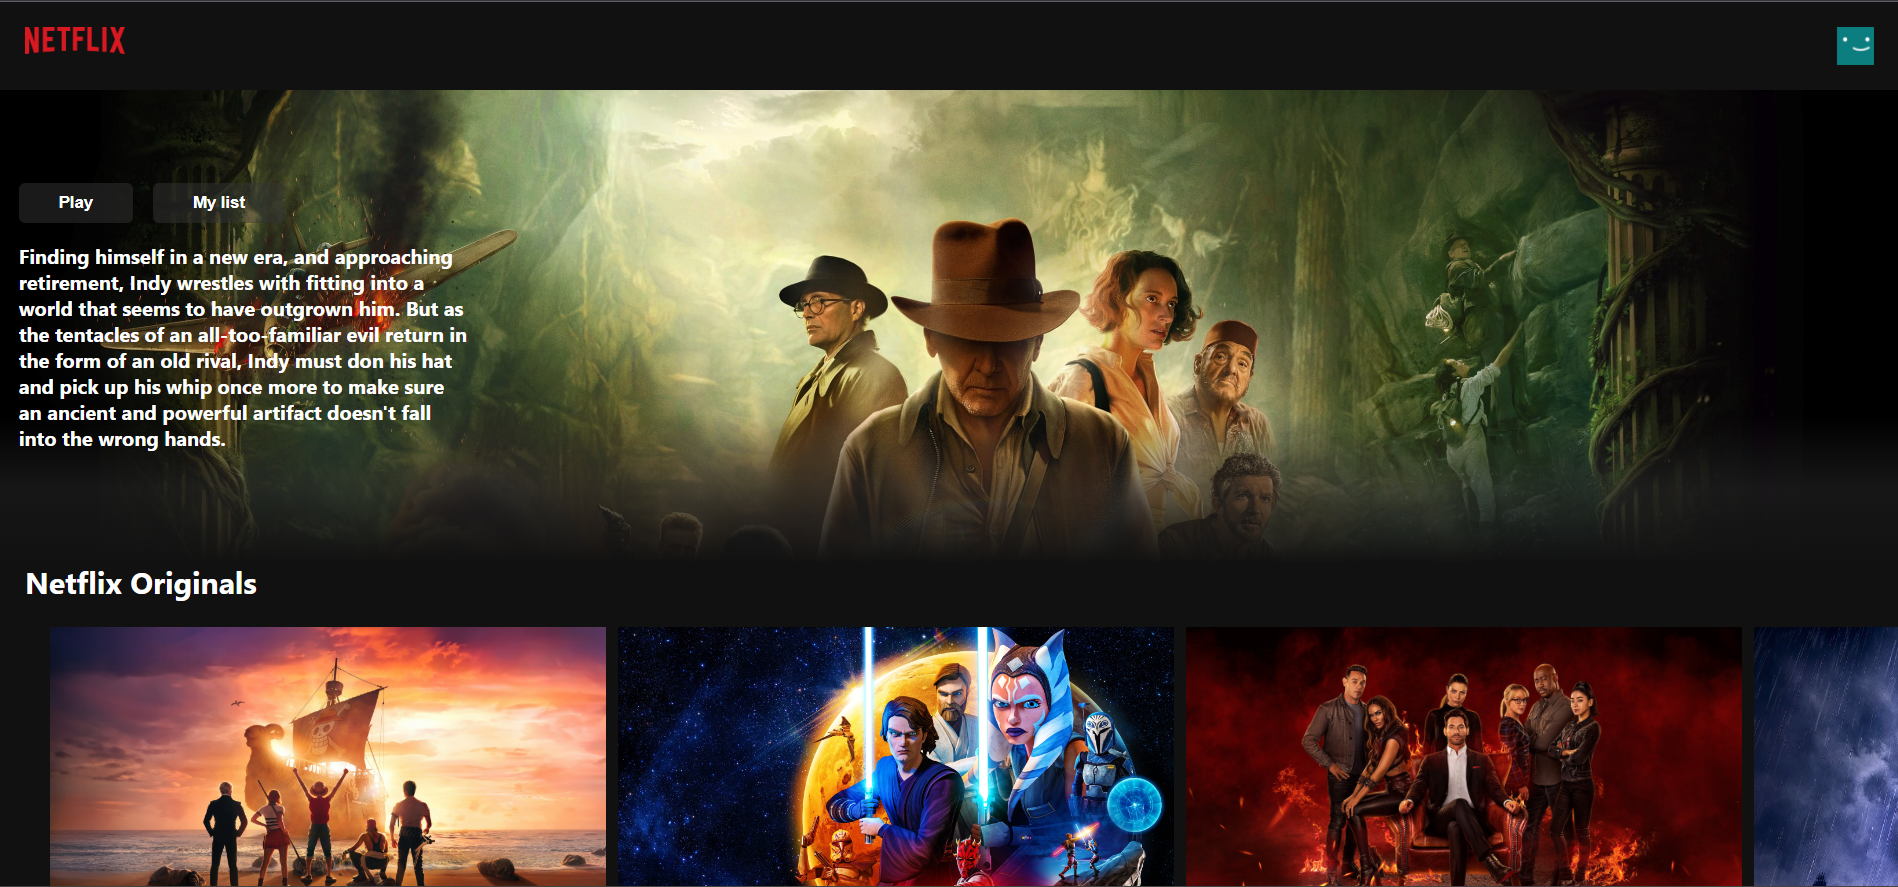 NETFLIX
Play
My list
Finding himself in a new era, and approaching
retirement, Indy wrestles with fitting into a
world that seems to have outgrown him. But as
the tentacles of an all-too-familiar evil return in
the form of an old rival, Indy must don his hat
and pick up his whip once more to make sure
an ancient and powerful artifact doesn't fall
into the wrong hands.
Netflix Originals